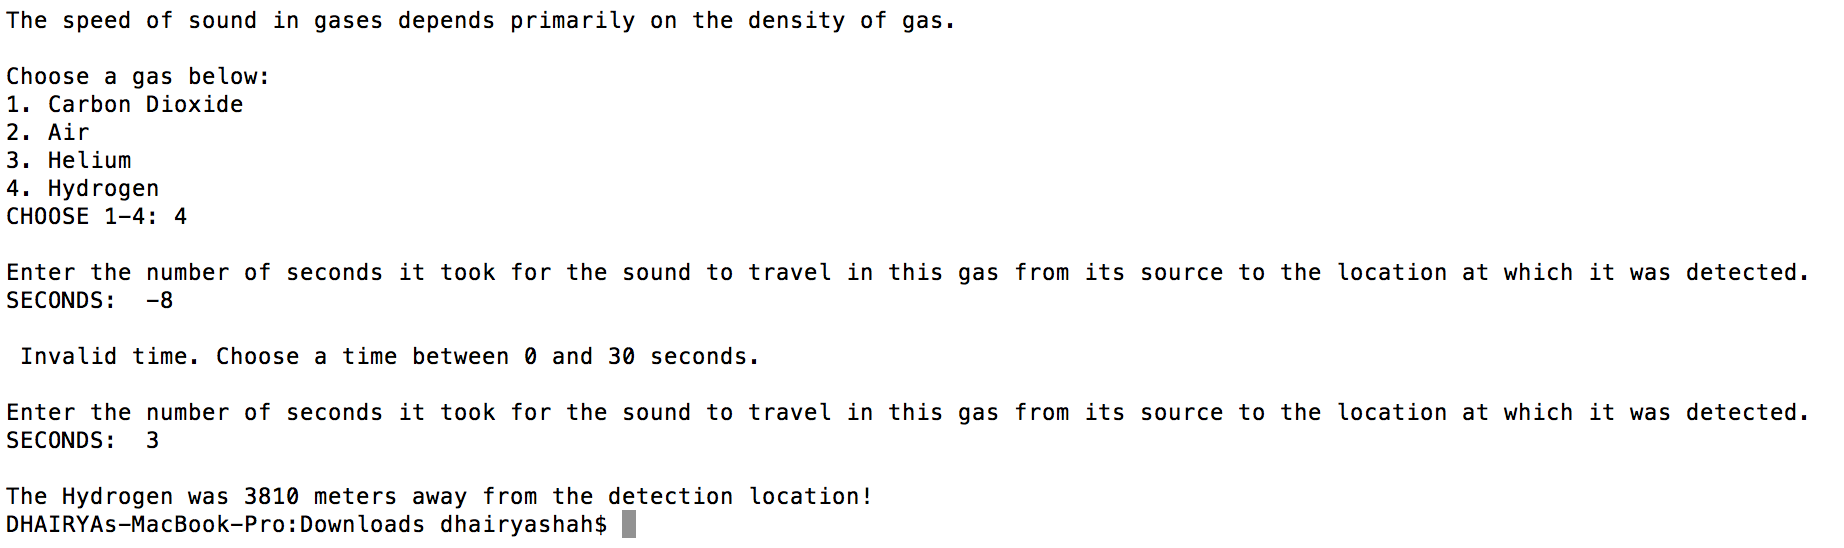 The speed of sound in gases depends primarily on the density of gas.
Choose a gas below:
1. Carbon Dioxide
2. Air
3. Helium
4. Hydrogen
CHOOSE 1-4: 4
Enter the number of seconds it took for the sound to travel in this gas from its source to the location at which it was detected.
SECONDS:  -8
Invalid time. Choose a time between 0 and 30 seconds.
Enter the number of seconds it took for the sound to travel in this gas from its source to the location at which it was detected.
SECONDS:  3
The Hydrogen was 3810 meters away from the detection location!
DHAIRYAs-MacBook-Pro:Downloads dhairyashah$